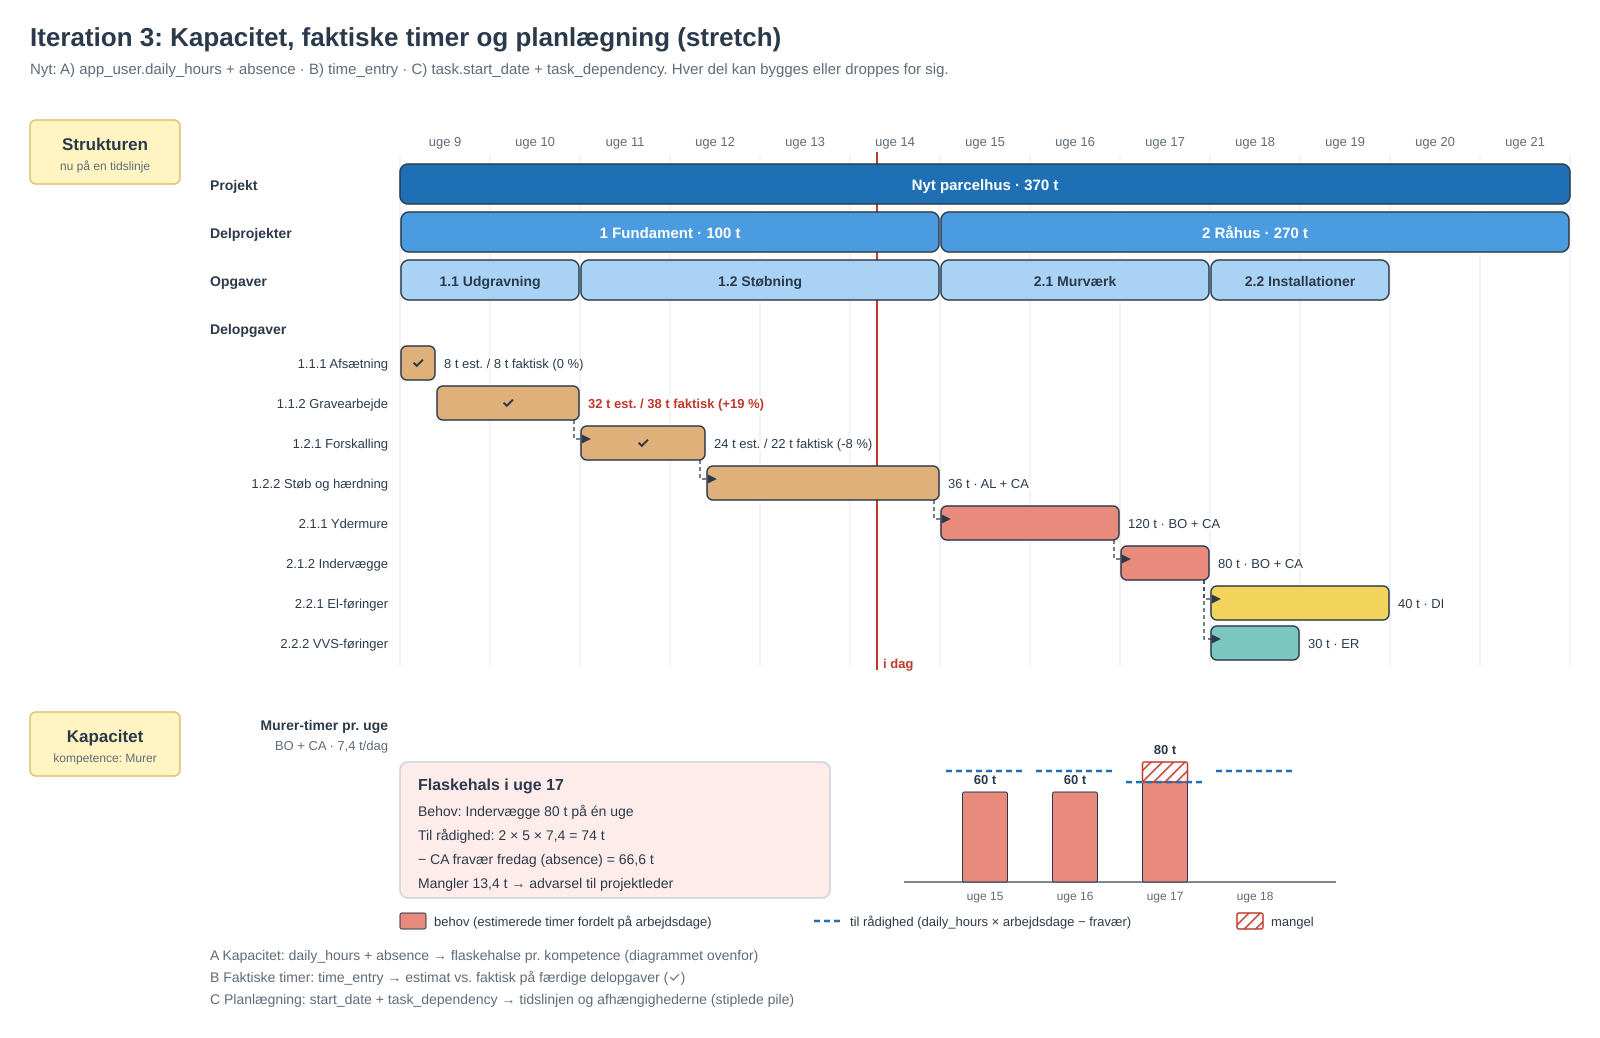 Iteration 3: Kapacitet, faktiske timer og planlægning (stretch)
Nyt: A) app_user.daily_hours + absence · B) time_entry · C) task.start_date + task_dependency. Hver del kan bygges eller droppes for sig.
Strukturen
nu på en tidslinje
uge 9 uge 10 uge 11 uge 12 uge 13 uge 14 uge 15 uge 16 uge 17 uge 18 uge 19 uge 20 uge 21
Projekt
Nyt parcelhus · 370 t
Delprojekter
1 Fundament · 100 t
2 Råhus · 270 t
Opgaver
1.1 Udgravning
1.2 Støbning
2.1 Murværk
2.2 Installationer
Delopgaver
1.1.1 Afsætning
✓
8 t est. / 8 t faktisk (0 %)
1.1.2 Gravearbejde
✓
32 t est. / 38 t faktisk (+19 %)
1.2.1 Forskalling
✓
24 t est. / 22 t faktisk (-8 %)
1.2.2 Støb og hærdning
36 t · AL + CA
2.1.1 Ydermure
120 t · BO + CA
2.1.2 Indervægge
80 t · BO + CA
2.2.1 El-føringer
40 t · DI
2.2.2 VVS-føringer
30 t · ER
i dag
Kapacitet
kompetence: Murer
Murer-timer pr. uge
BO + CA · 7,4 t/dag
Flaskehals i uge 17
Behov: Indervægge 80 t på én uge
Til rådighed: 2 × 5 × 7,4 = 74 t
− CA fravær fredag (absence) = 66,6 t
Mangler 13,4 t → advarsel til projektleder
60 t
60 t
80 t
uge 15 uge 16 uge 17 uge 18
behov (estimerede timer fordelt på arbejdsdage)
til rådighed (daily_hours × arbejdsdage − fravær)
mangel
A Kapacitet: daily_hours + absence → flaskehalse pr. kompetence (diagrammet ovenfor)
B Faktiske timer: time_entry → estimat vs. faktisk på færdige delopgaver (✓)
C Planlægning: start_date + task_dependency → tidslinjen og afhængighederne (stiplede pile)